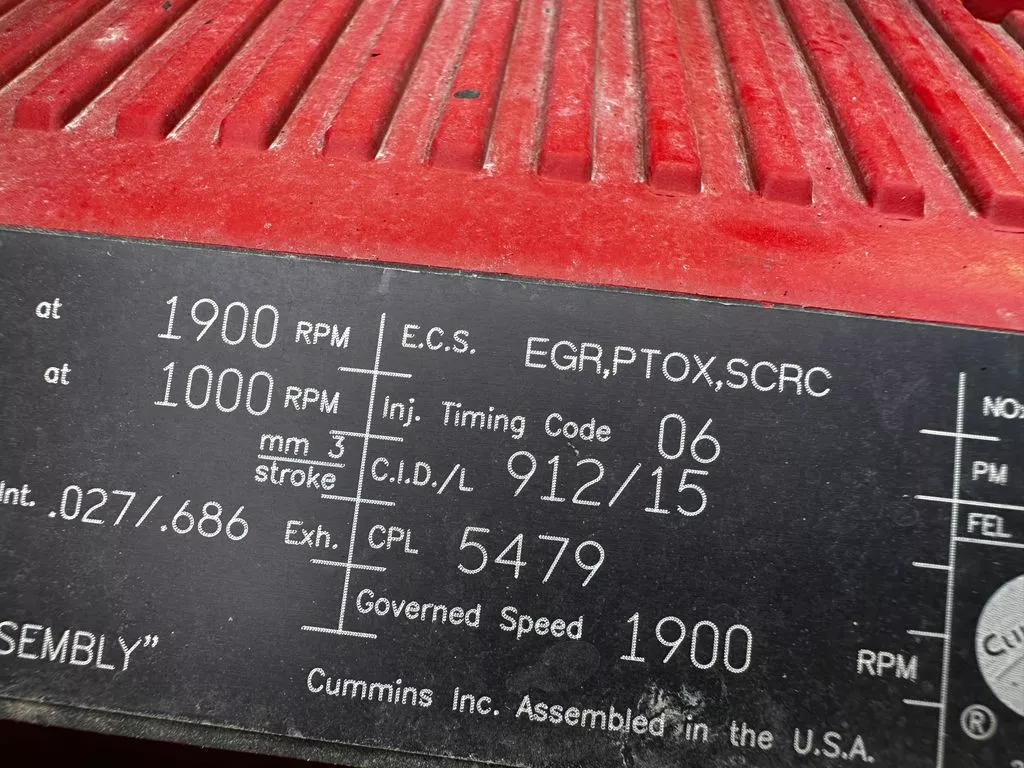 at 1900 RPM
at 1000 RPM
mm 3
stroke
Int. .027/.686 Exh.
SEMBLY”
E.C.S. EGR,PTOX,SCRC
Inj. Timing Code 06
C.I.D./L 912/15
CPL 5479
Governed Speed 1900 RPM
Cummins Inc. Assembled in the U.S.A.
NOx
PM
FEL
®